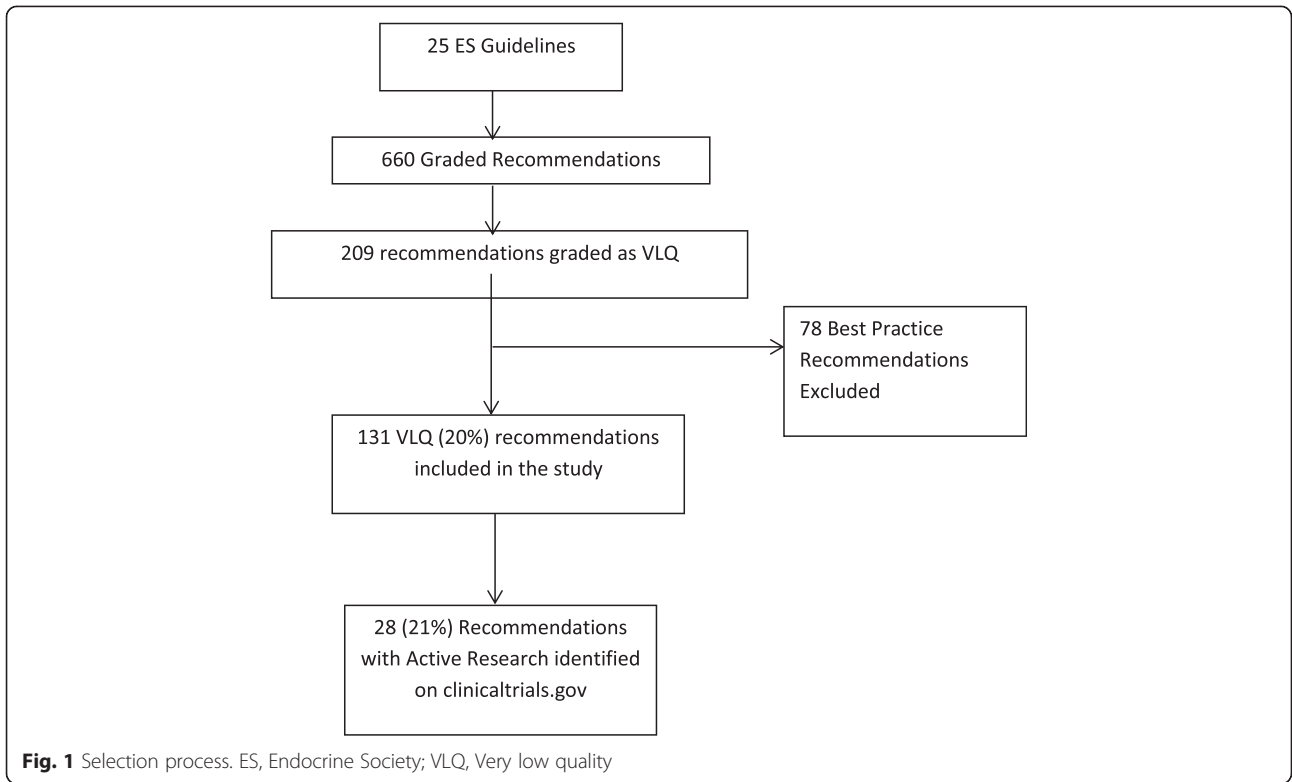 25 ES Guidelines
660 Graded Recommendations
209 recommendations graded as VLQ
78 Best Practice
Recommendations
Excluded
131 VLQ (20%) recommendations
included in the study
28 (21%) Recommendations
with Active Research identified
on clinicaltrials.gov
Fig. 1 Selection process. ES, Endocrine Society; VLQ, Very low quality